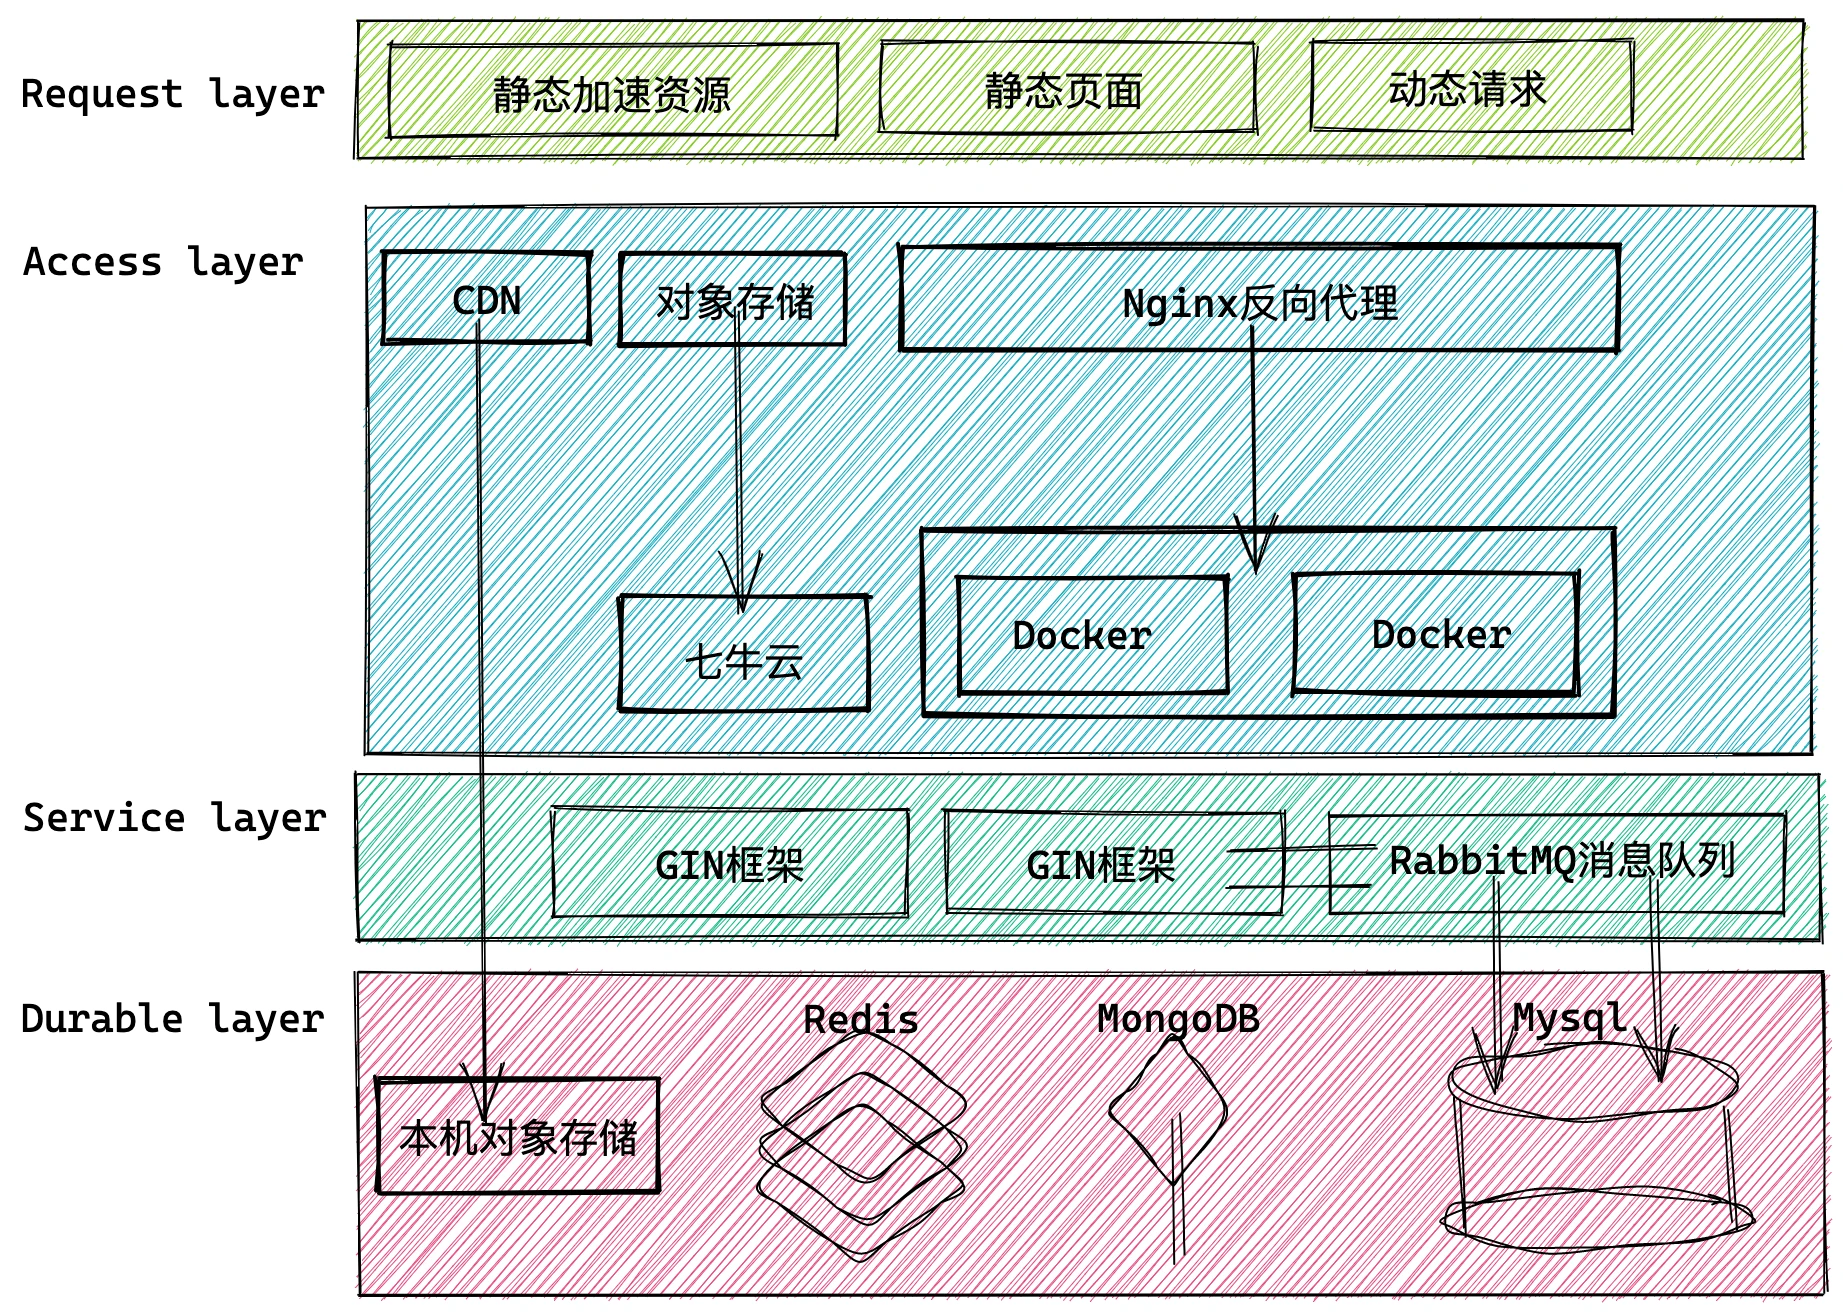 Request layer
静态加速资源
静态页面
动态请求
Access layer
CDN
对象存储
Nginx反向代理
七牛云
Docker
Docker
Service layer
GIN框架
GIN框架
RabbitMQ消息队列
Durable layer
Redis
MongoDB
Mysql
本机对象存储